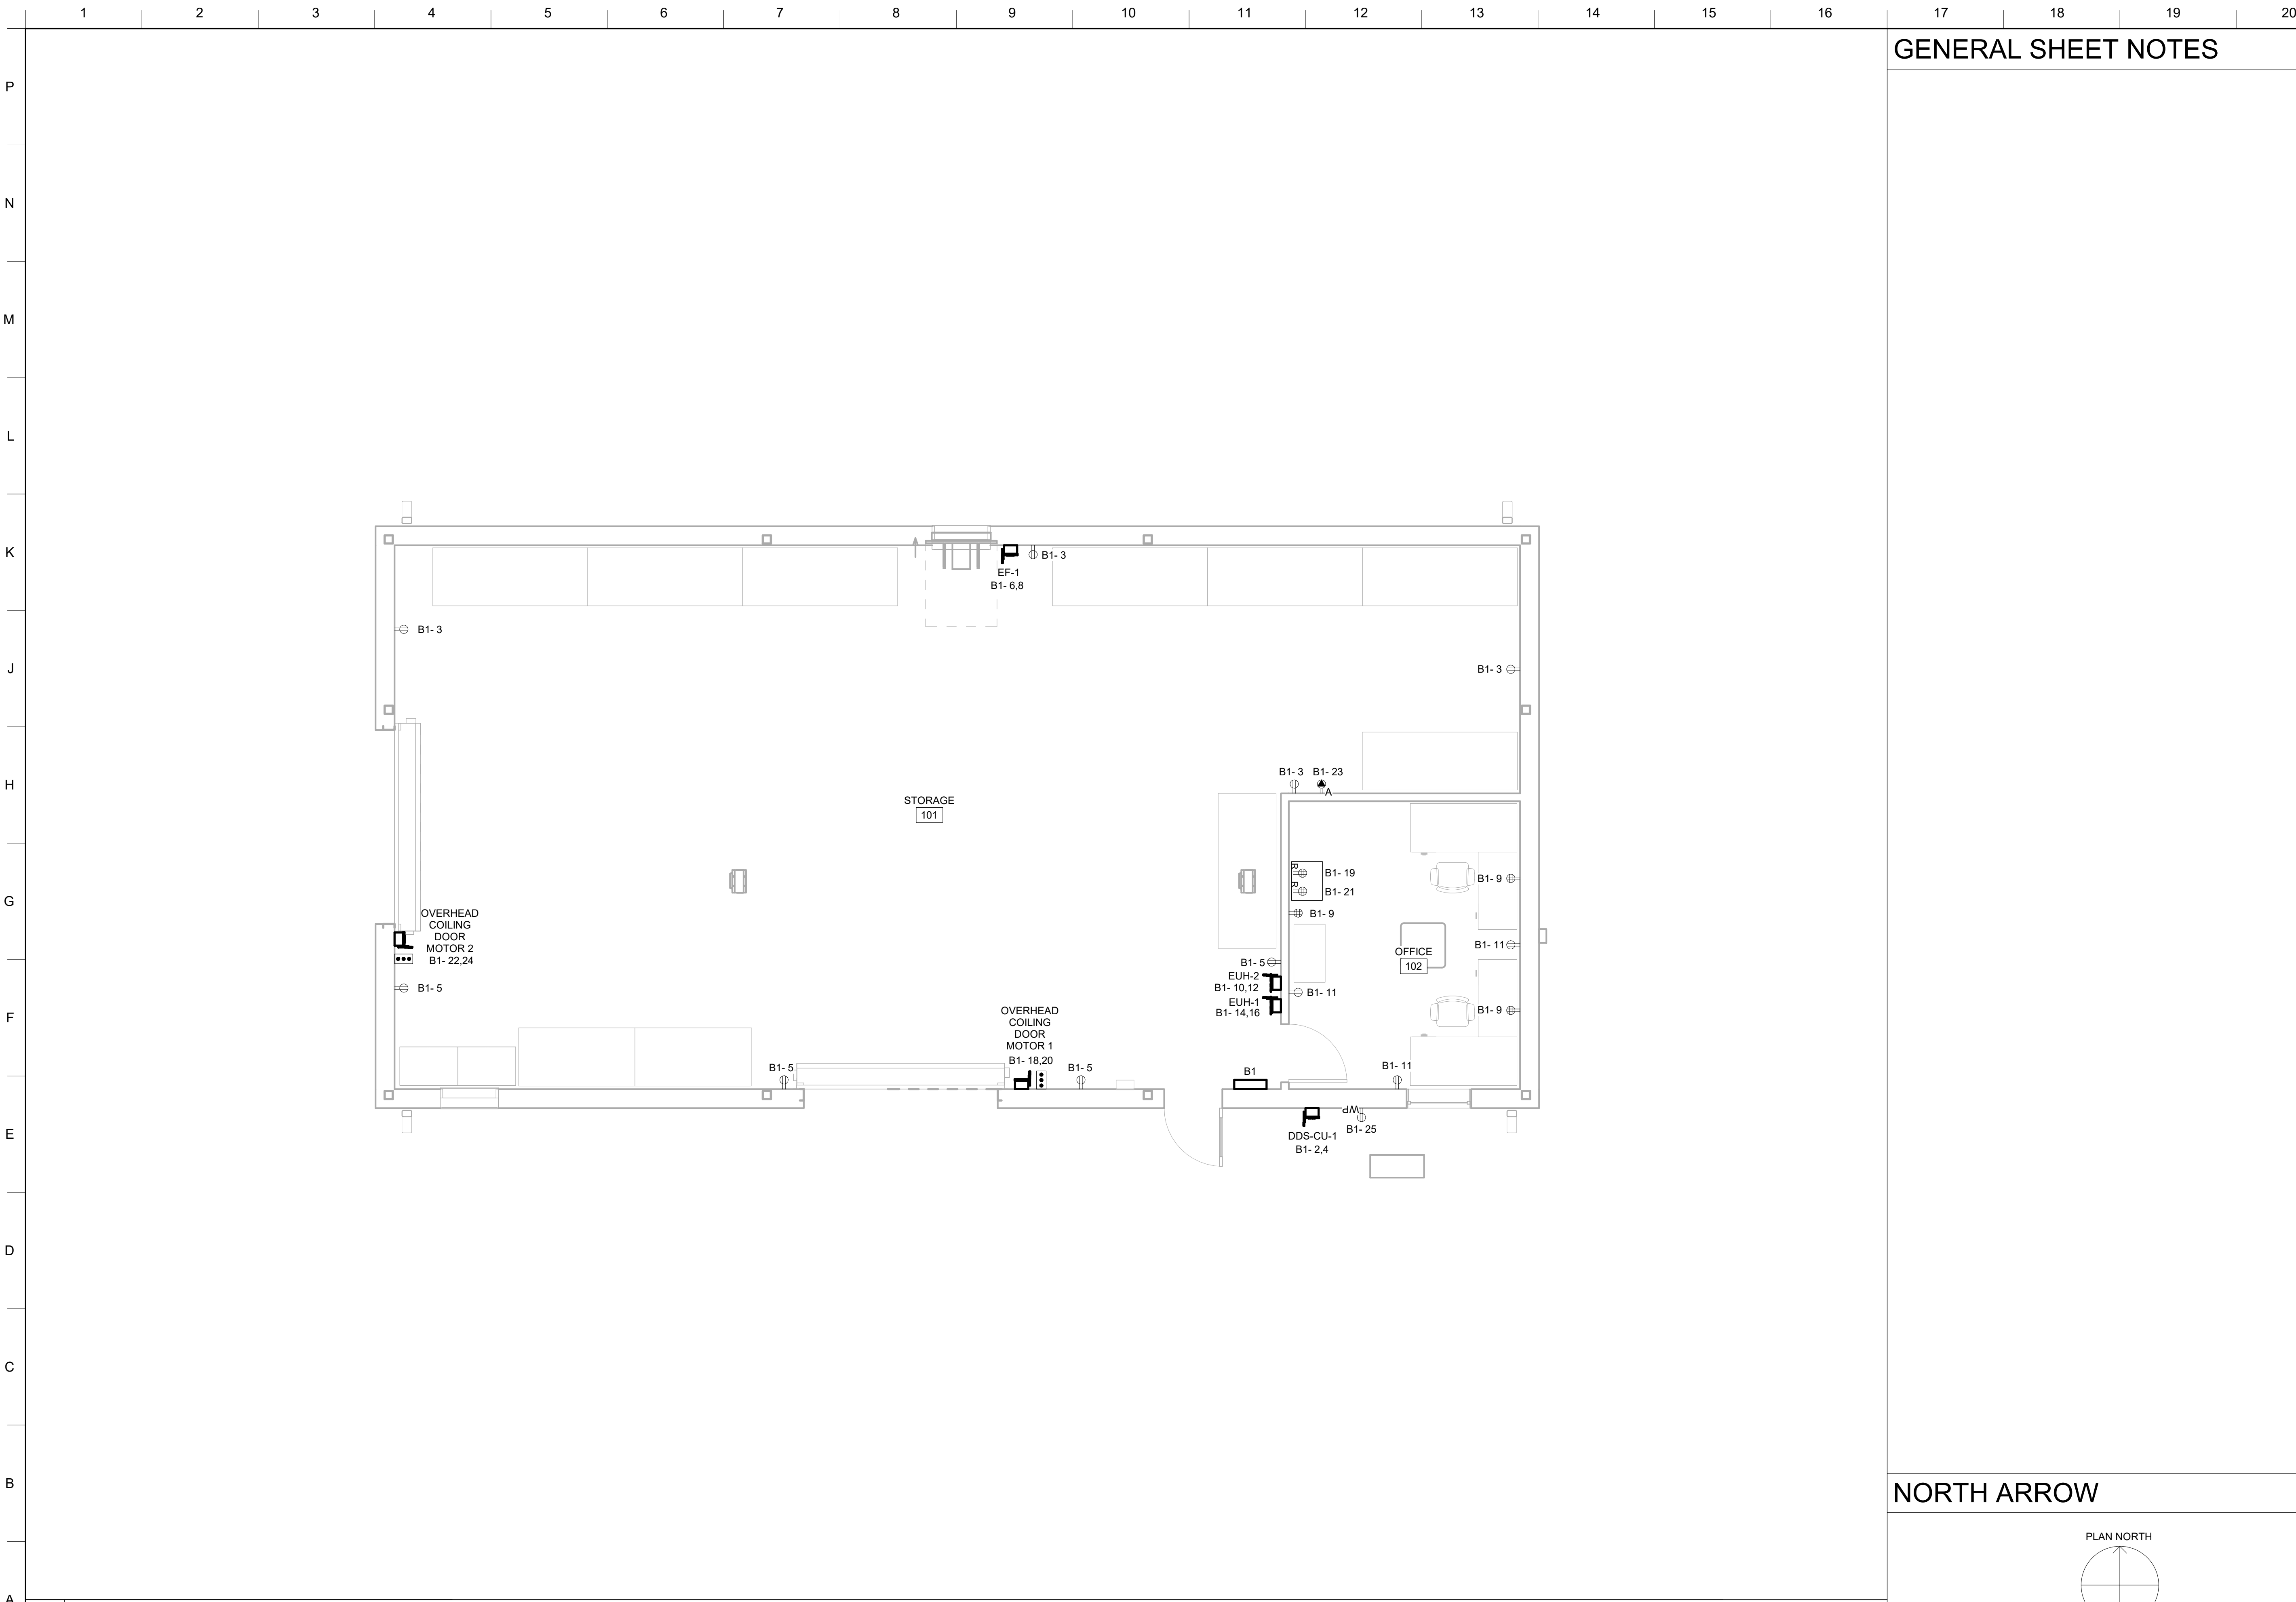 1 2 3 4 5 6 7 8 9 10 11 12 13 14 15 16 17 18 19 20
GENERAL SHEET NOTES
P
N
M
L
K
J
H
G
F
E
D
C
B
A
B1- 3
EF-1
B1- 6,8
B1- 3
B1- 3
B1- 3
B1- 23
A
STORAGE
101
R
B1- 19
R
B1- 21
B1- 9
B1- 9
OVERHEAD
COILING
DOOR
MOTOR 2
B1- 22,24
B1- 11
OFFICE
102
B1- 5
EUH-2
B1- 10,12
EUH-1
B1- 14,16
B1- 5
B1- 11
B1- 9
OVERHEAD
COILING
DOOR
MOTOR 1
B1- 18,20
B1- 5
B1- 5
B1
B1- 11
WP
B1- 25
DDS-CU-1
B1- 2,4
NORTH ARROW
PLAN NORTH